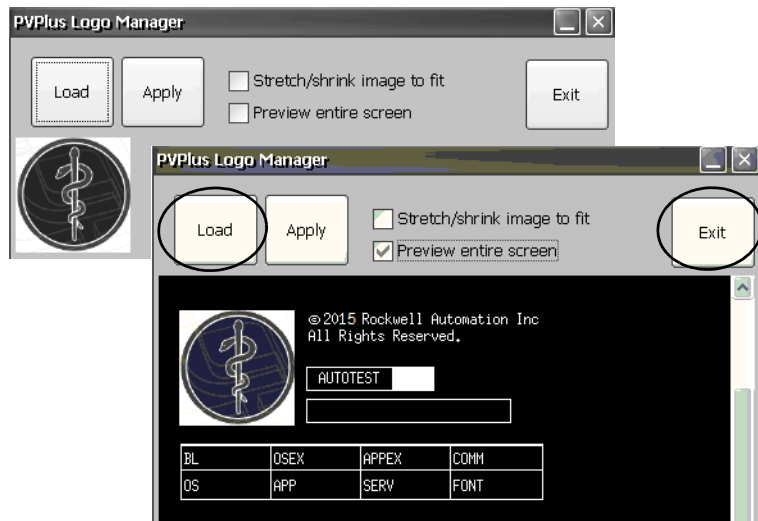 PVPlus Logo Manager
Load
Apply
Stretch/shrink image to fit
Preview entire screen
Exit
PVPlus Logo Manager
Load
Apply
Stretch/shrink image to fit
Preview entire screen
Exit
©2015 Rockwell Automation Inc
All Rights Reserved.
AUTOTEST
BL OSEX APPEX COMM
OS APP SERV FONT